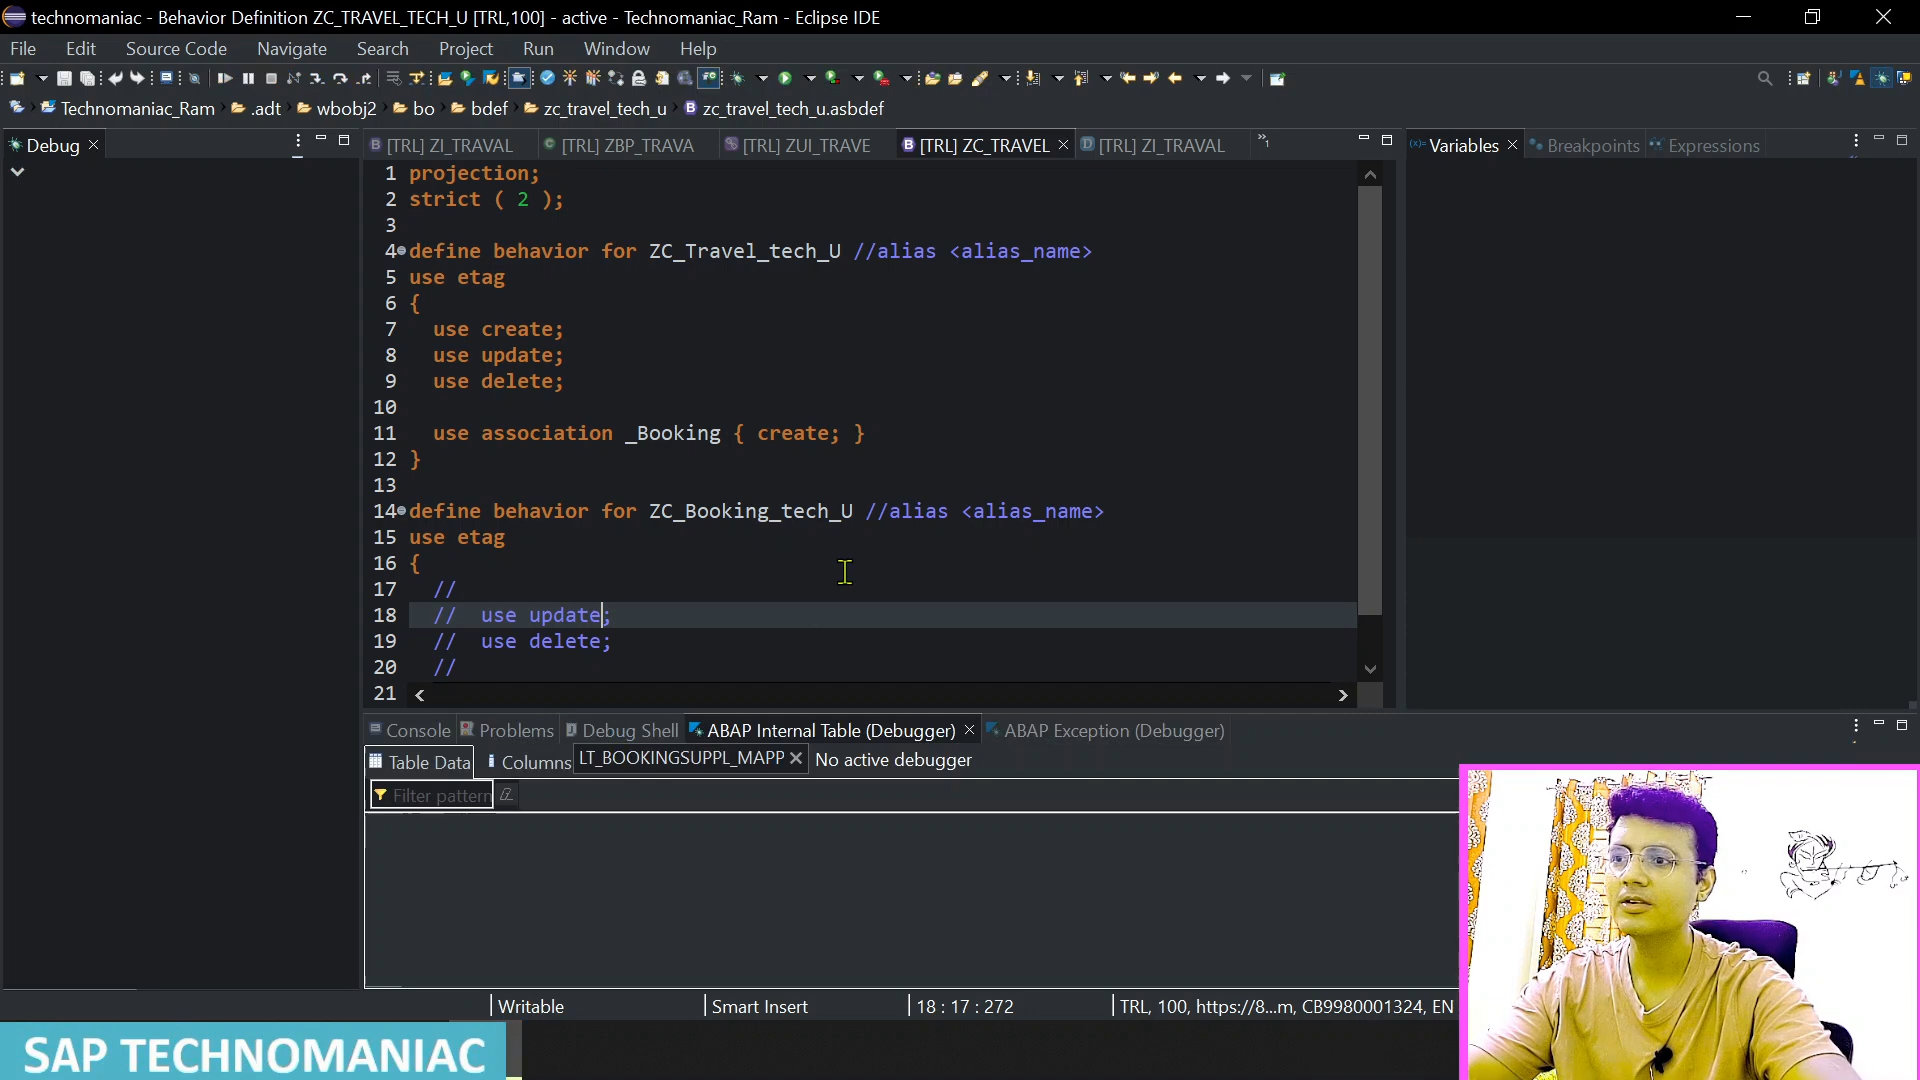 technomaniac - Behavior Definition ZC_TRAVEL_TECH_U [TRL,100] - active - Technomaniac_Ram - Eclipse IDE
File Edit Source Code Navigate Search Project Run Window Help
Technomaniac_Ram .adt wbobj2 bo bdef zc_travel_tech_u zc_travel_tech_u.asbdef
Debug
[TRL] ZI_TRAVAL [TRL] ZBP_TRAVA [TRL] ZUI_TRAVE [TRL] ZC_TRAVEL [TRL] ZI_TRAVAL »1
Variables Breakpoints Expressions
1 projection;
2 strict ( 2 );
3
4 define behavior for ZC_Travel_tech_U //alias <alias_name>
5 use etag
6 {
7 use create;
8 use update;
9 use delete;
10
11 use association _Booking { create; }
12 }
13
14 define behavior for ZC_Booking_tech_U //alias <alias_name>
15 use etag
16 {
17 //
18 // use update;
19 // use delete;
20 //
21
Console Problems Debug Shell ABAP Internal Table (Debugger) ABAP Exception (Debugger)
Table Data Columns LT_BOOKINGSUPPL_MAPP No active debugger
Filter pattern
Writable Smart Insert 18 : 17 : 272 TRL, 100, https://8...m, CB9980001324, EN
SAP TECHNOMANIAC